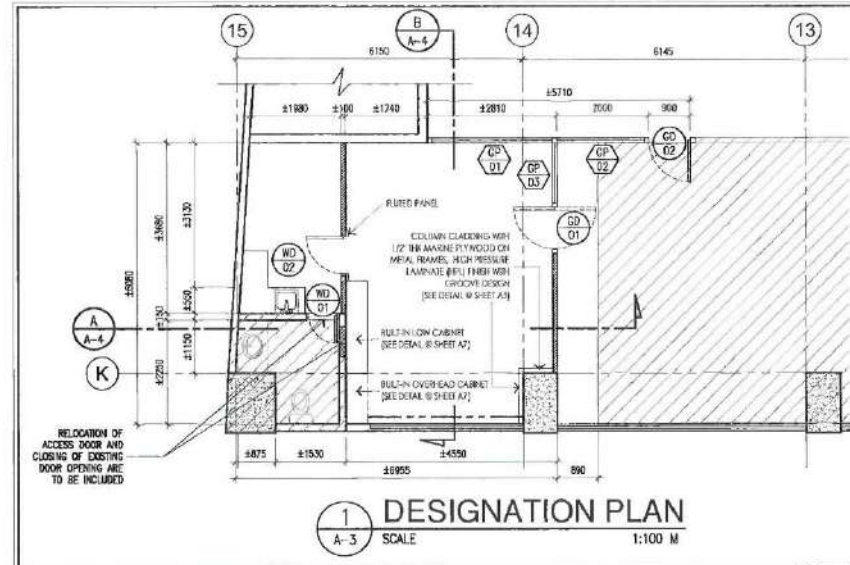 15
B
A-4
14
13
6150
6145
±5710
±1980
±100
±1740
±2810
2000
900
GD
02
GP
01
GP
03
GP
02
FLUTED PANEL
GD
01
COLUMN CLADDING WITH
1/2" THK MARINE PLYWOOD ON
METAL FRAMES, HIGH PRESSURE
LAMINATE (HPL) FINISH WITH
GROOVE DESIGN
(SEE DETAIL @ SHEET A3)
±3130
±3680
±6080
WD
02
WD
01
±550
±150
±1150
±2250
A
A-4
K
BUILT-IN LOW CABINET
(SEE DETAIL @ SHEET A7)
BUILT-IN OVERHEAD CABINET
(SEE DETAIL @ SHEET A7)
RELOCATION OF
ACCESS DOOR AND
CLOSING OF EXISTING
DOOR OPENING ARE
TO BE INCLUDED
±875
±1530
±4550
±6955
890
1
A-3
DESIGNATION PLAN
SCALE
1:100 M